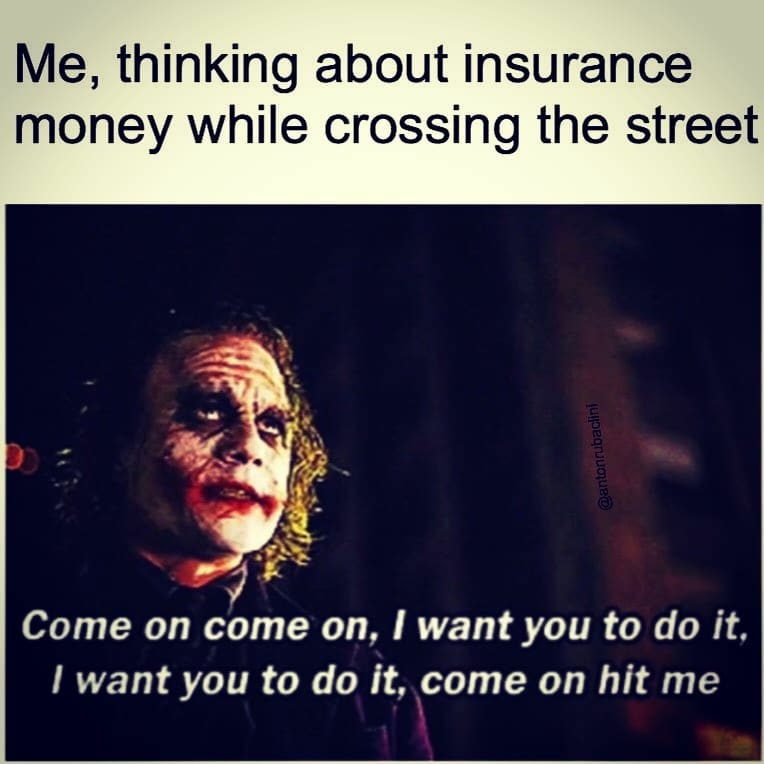 Me, thinking about insurance
money while crossing the street
@antonrubaclini
Come on come on, I want you to do it,
I want you to do it, come on hit me